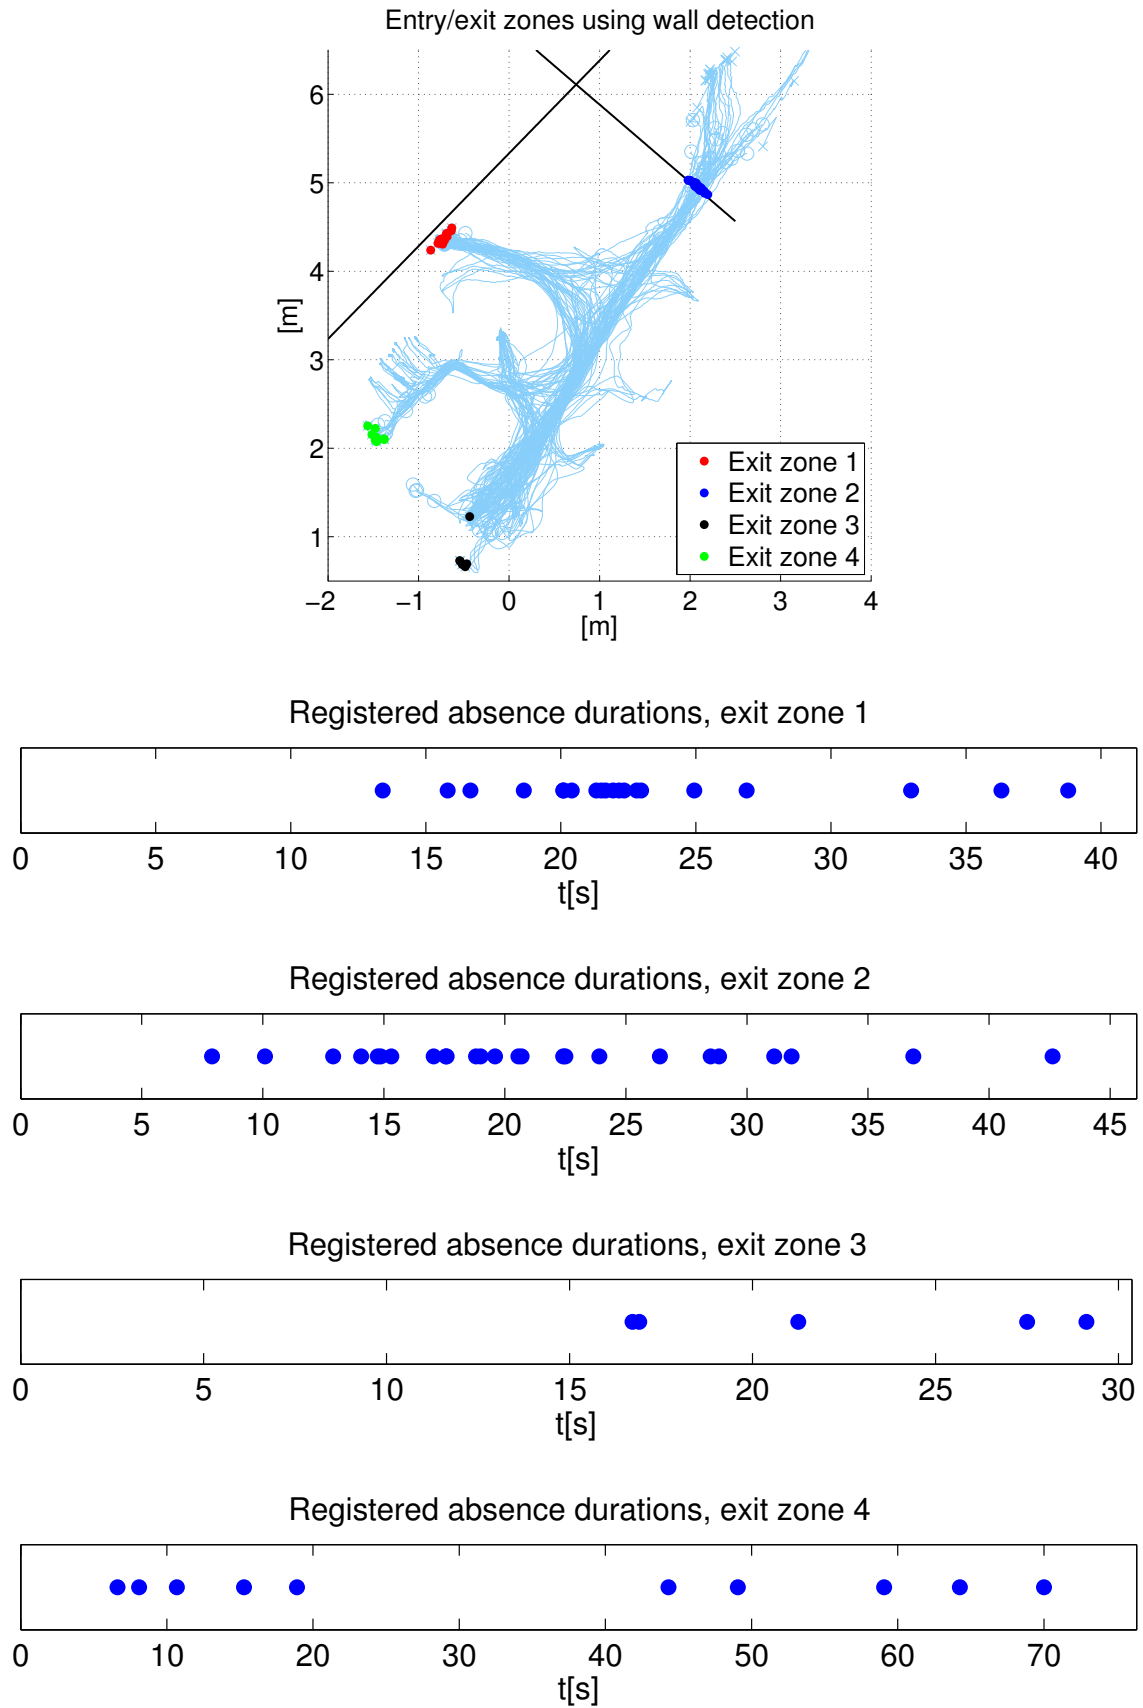 Entry/exit zones using wall detection
6
5
4
3
2
1
[m]
−2 −1 0 1 2 3 4
[m]
Exit zone 1
Exit zone 2
Exit zone 3
Exit zone 4
Registered absence durations, exit zone 1
0 5 10 15 20 25 30 35 40
t[s]
Registered absence durations, exit zone 2
0 5 10 15 20 25 30 35 40 45
t[s]
Registered absence durations, exit zone 3
0 5 10 15 20 25 30
t[s]
Registered absence durations, exit zone 4
0 10 20 30 40 50 60 70
t[s]